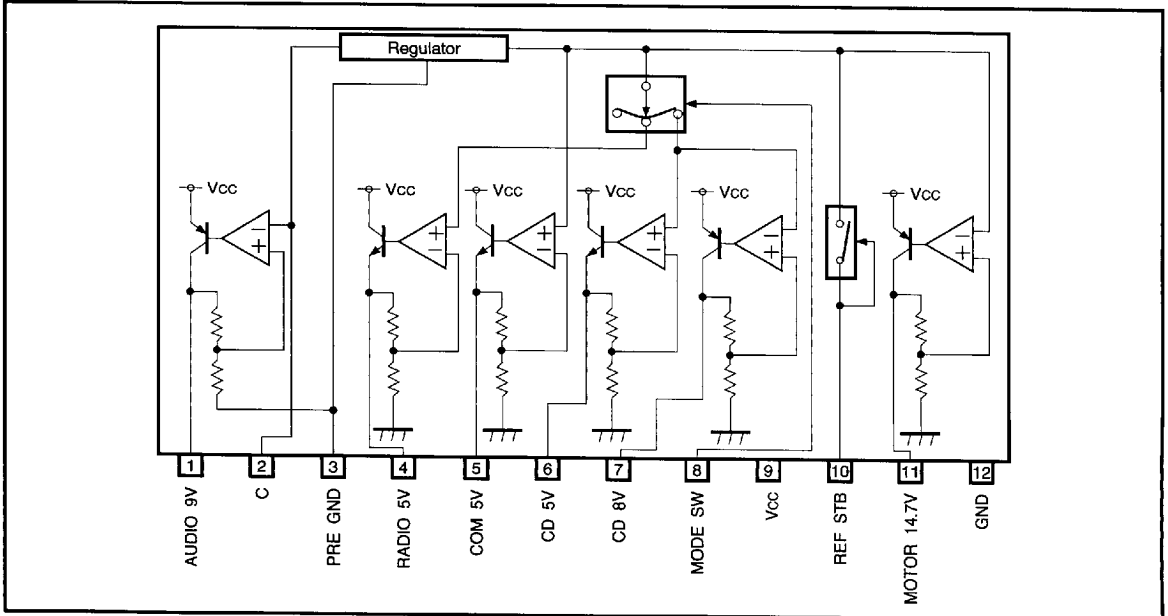 Regulator
Vcc
Vcc
Vcc
Vcc
Vcc
Vcc
− +
+ −
+ −
+ −
− +
− +
1
2
3
4
5
6
7
8
9
10
11
12
AUDIO 9V
C
PRE GND
RADIO 5V
COM 5V
CD 5V
CD 8V
MODE SW
Vcc
REF STB
MOTOR 14.7V
GND